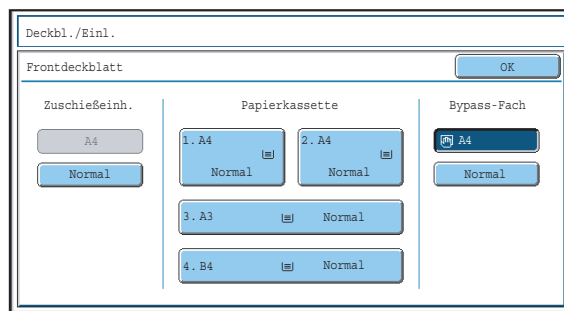 Deckbl./Einl.
Frontdeckblatt
OK
Zuschießeinh.
Papierkassette
Bypass-Fach
A4
Normal
1. A4
Normal
2. A4
Normal
3. A3 Normal
4. B4 Normal
A4
Normal